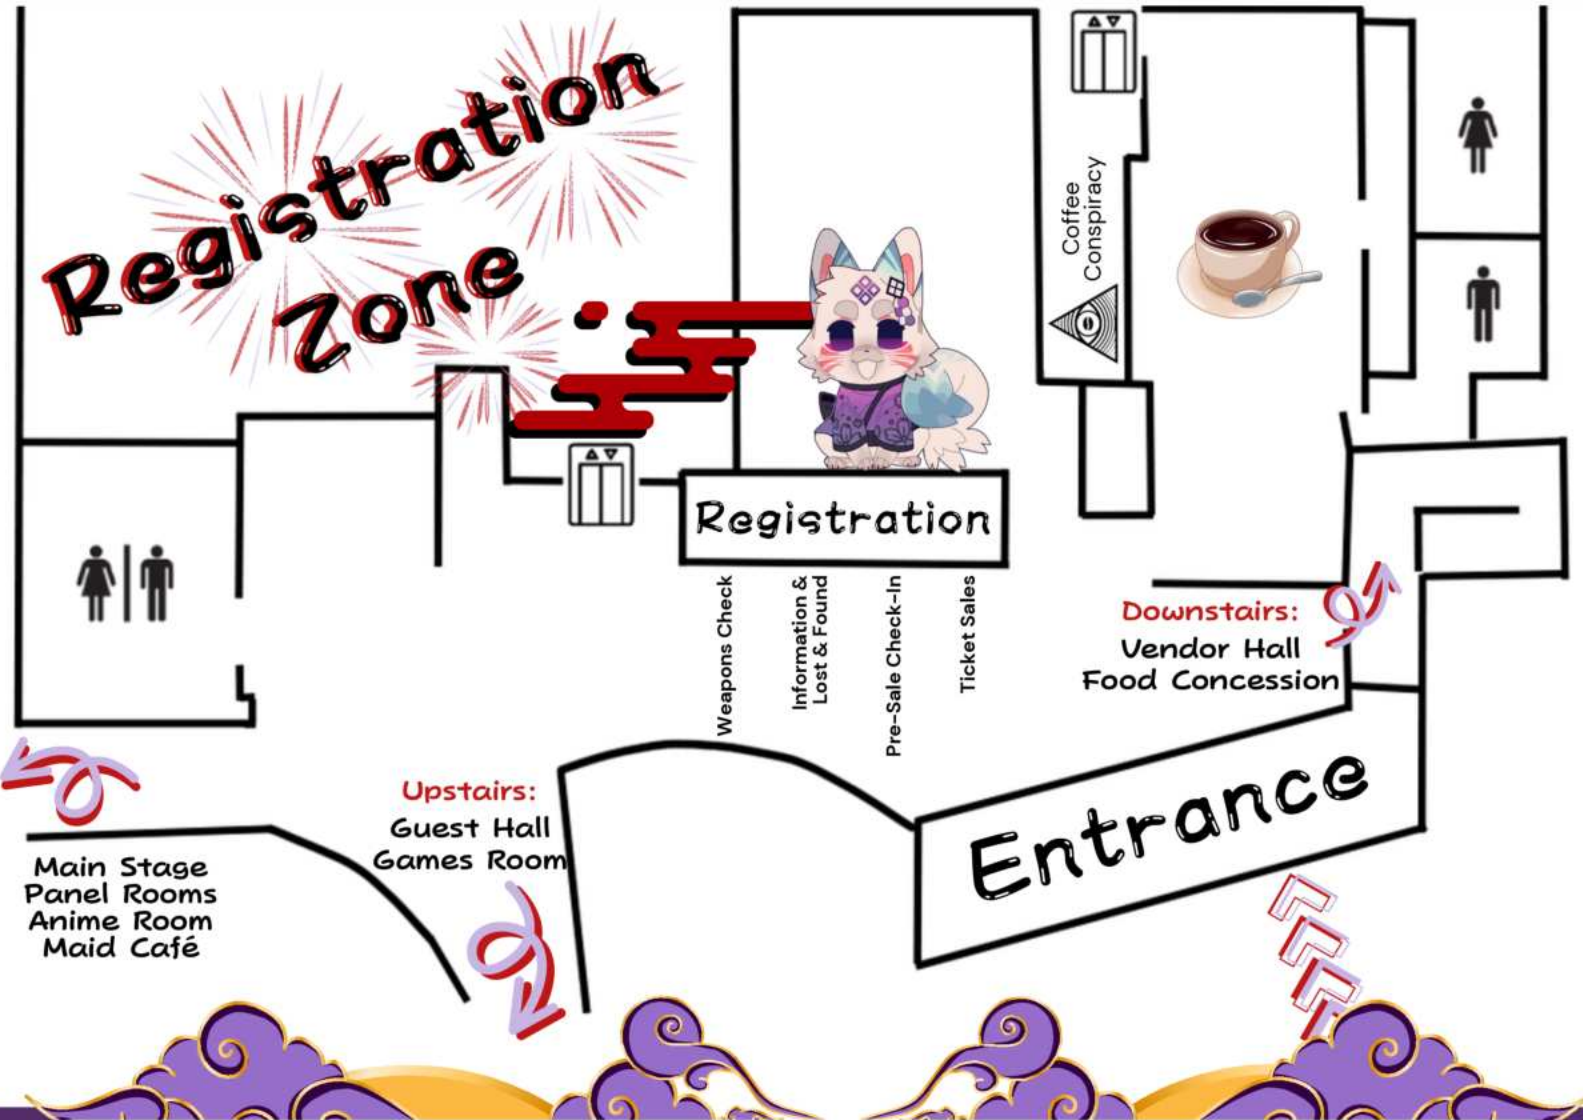 Registration
Zone
Coffee
Conspiracy
Registration
Weapons Check
Information &
Lost & Found
Pre-Sale Check-In
Ticket Sales
Downstairs:
Vendor Hall
Food Concession
Entrance
Upstairs:
Guest Hall
Games Room
Main Stage
Panel Rooms
Anime Room
Maid Café